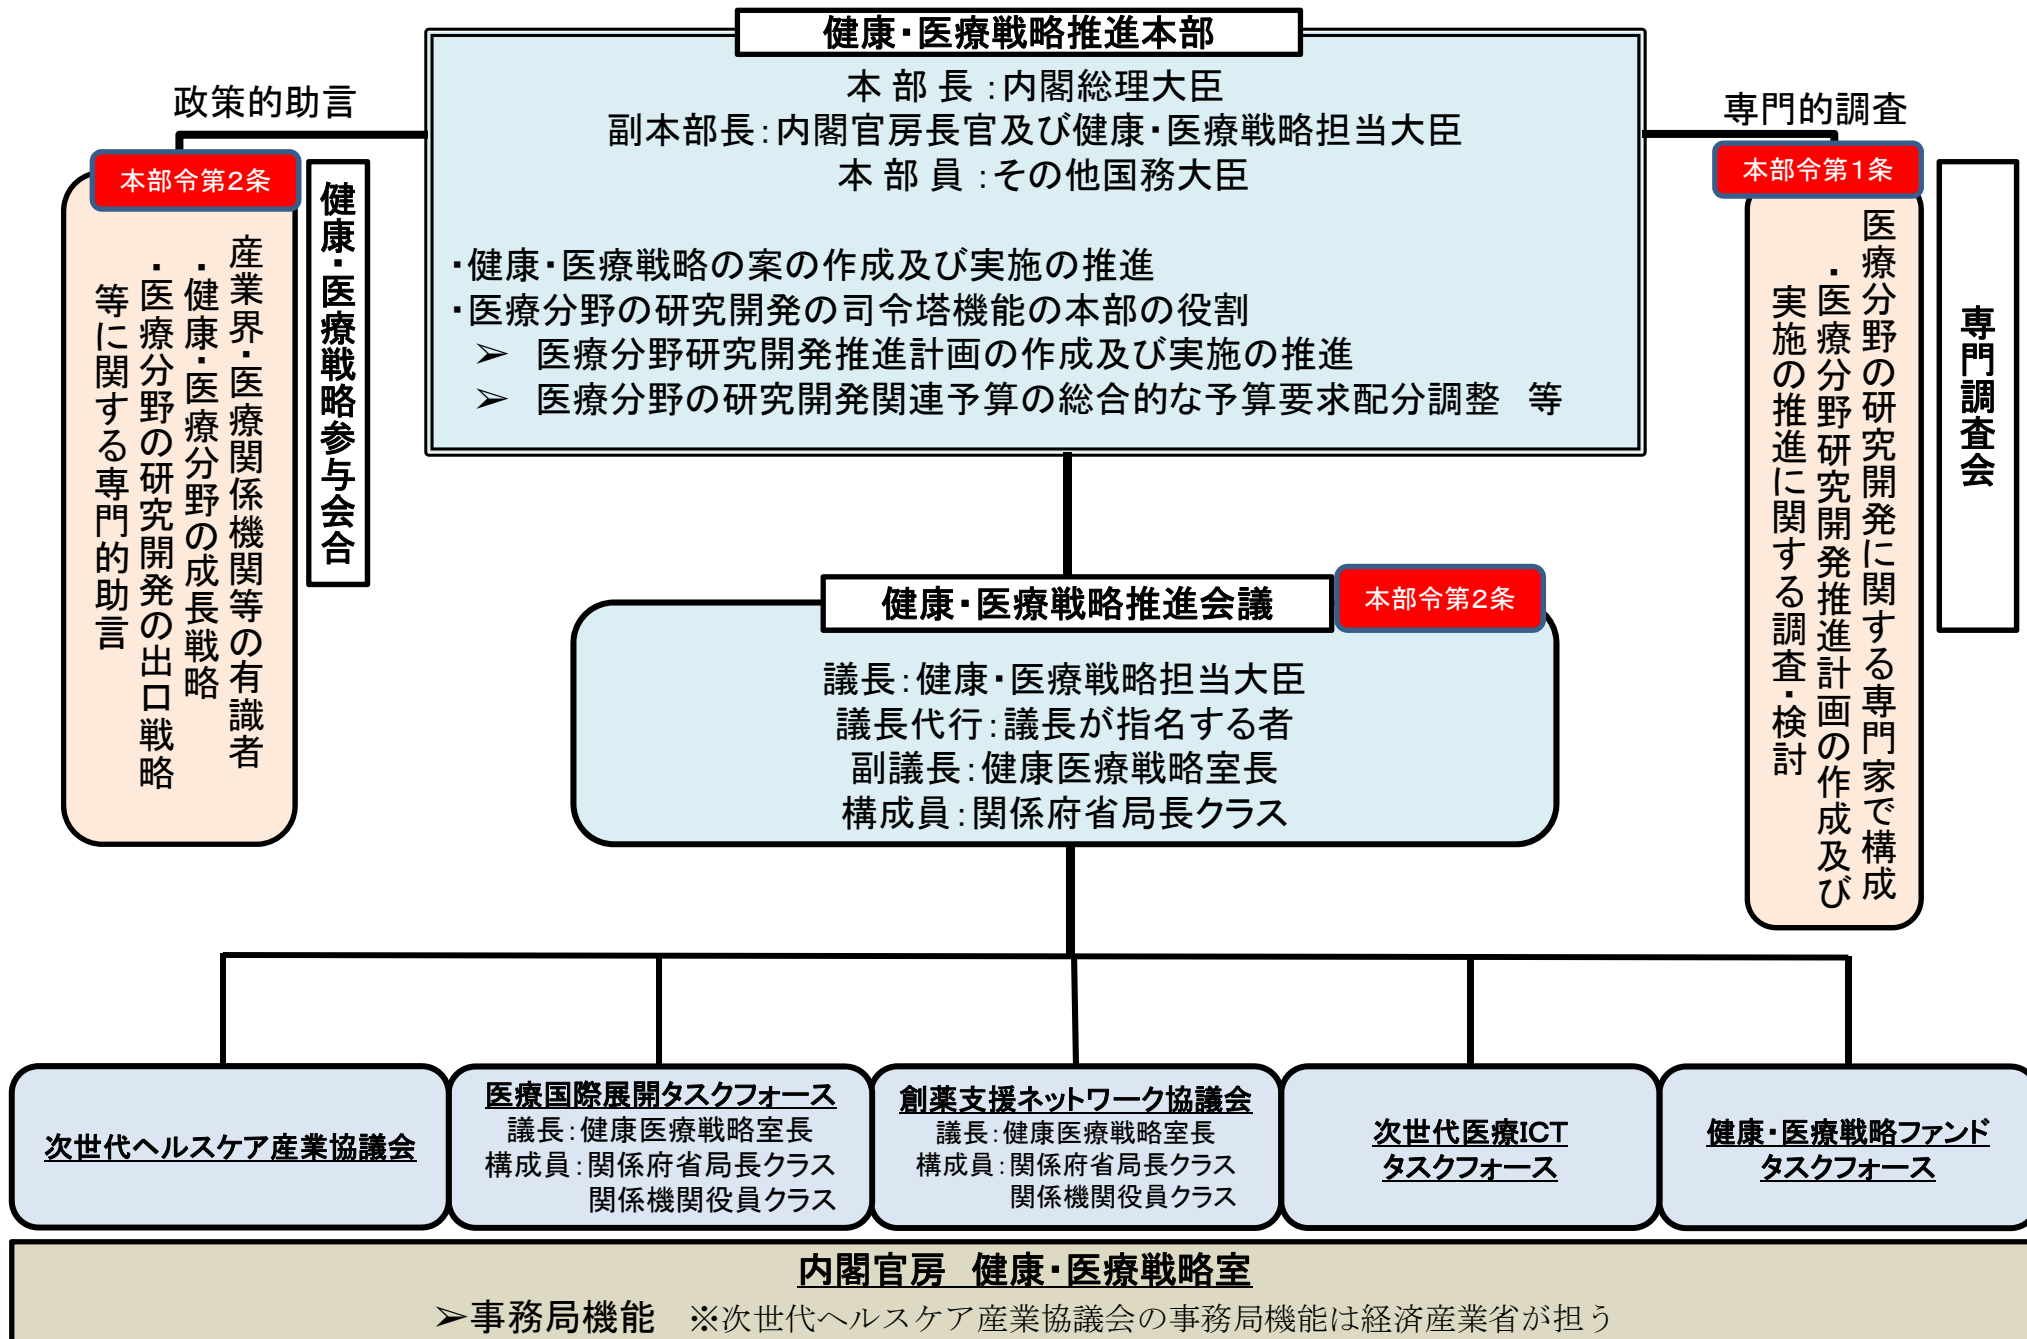 健康・医療戦略推進本部
本 部 長 ：内閣総理大臣
副本部長：内閣官房長官及び健康・医療戦略担当大臣
本 部 員 ：その他国務大臣
・健康・医療戦略の案の作成及び実施の推進
・医療分野の研究開発の司令塔機能の本部の役割
➢ 医療分野研究開発推進計画の作成及び実施の推進
➢ 医療分野の研究開発関連予算の総合的な予算要求配分調整　等
政策的助言
本部令第２条
健康・医療戦略参与会合
産業界・医療関係機関等の有識者
・健康・医療分野の成長戦略
・医療分野の研究開発の出口戦略
等に関する専門的助言
専門的調査
本部令第１条
専門調査会
医療分野の研究開発に関する専門家で構成
・医療分野研究開発推進計画の作成及び
実施の推進に関する調査・検討
健康・医療戦略推進会議
本部令第２条
議長：健康・医療戦略担当大臣
議長代行：議長が指名する者
副議長：健康医療戦略室長
構成員：関係府省局長クラス
次世代ヘルスケア産業協議会
医療国際展開タスクフォース
議長：健康医療戦略室長
構成員：関係府省局長クラス
関係機関役員クラス
創薬支援ネットワーク協議会
議長：健康医療戦略室長
構成員：関係府省局長クラス
関係機関役員クラス
次世代医療ICT
タスクフォース
健康・医療戦略ファンド
タスクフォース
内閣官房　健康・医療戦略室
➢事務局機能　※次世代ヘルスケア産業協議会の事務局機能は経済産業省が担う